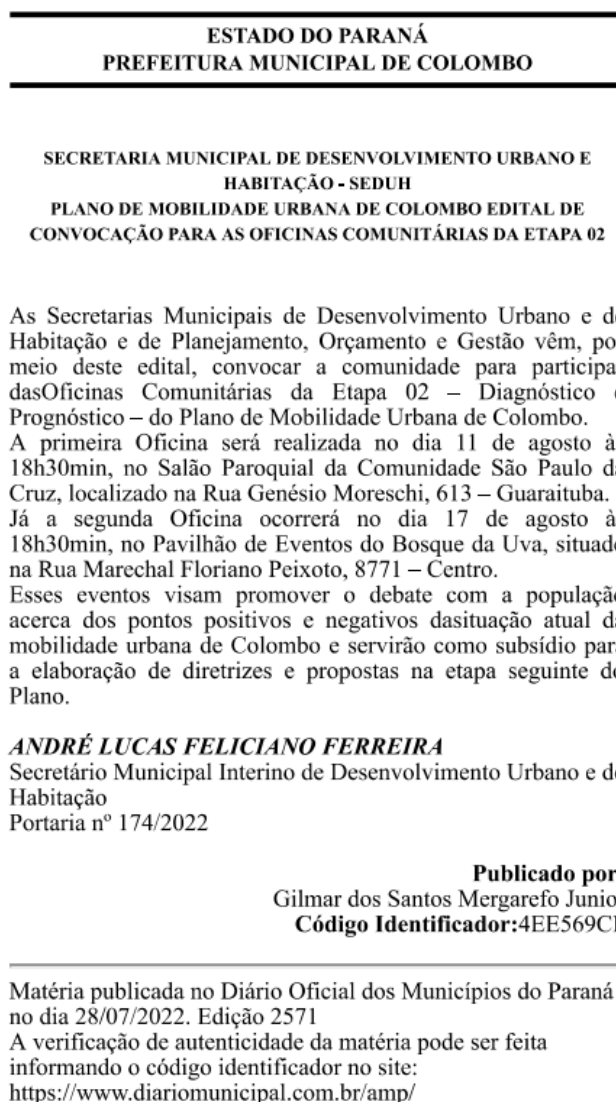 ESTADO DO PARANÁ
PREFEITURA MUNICIPAL DE COLOMBO
SECRETARIA MUNICIPAL DE DESENVOLVIMENTO URBANO E
HABITAÇÃO - SEDUH
PLANO DE MOBILIDADE URBANA DE COLOMBO EDITAL DE
CONVOCAÇÃO PARA AS OFICINAS COMUNITÁRIAS DA ETAPA 02
As Secretarias Municipais de Desenvolvimento Urbano e de
Habitação e de Planejamento, Orçamento e Gestão vêm, po
meio deste edital, convocar a comunidade para participa
dasOficinas Comunitárias da Etapa 02 – Diagnóstico e
Prognóstico – do Plano de Mobilidade Urbana de Colombo.
A primeira Oficina será realizada no dia 11 de agosto à
18h30min, no Salão Paroquial da Comunidade São Paulo da
Cruz, localizado na Rua Genésio Moreschi, 613 – Guaraituba.
Já a segunda Oficina ocorrerá no dia 17 de agosto à
18h30min, no Pavilhão de Eventos do Bosque da Uva, situado
na Rua Marechal Floriano Peixoto, 8771 – Centro.
Esses eventos visam promover o debate com a população
acerca dos pontos positivos e negativos dasituação atual da
mobilidade urbana de Colombo e servirão como subsídio para
a elaboração de diretrizes e propostas na etapa seguinte do
Plano.
ANDRÉ LUCAS FELICIANO FERREIRA
Secretário Municipal Interino de Desenvolvimento Urbano e de
Habitação
Portaria nº 174/2022
Publicado por:
Gilmar dos Santos Mergarefo Junio
Código Identificador:4EE569C
Matéria publicada no Diário Oficial dos Municípios do Paraná
no dia 28/07/2022. Edição 2571
A verificação de autenticidade da matéria pode ser feita
informando o código identificador no site:
https://www.diariomunicipal.com.br/amp/